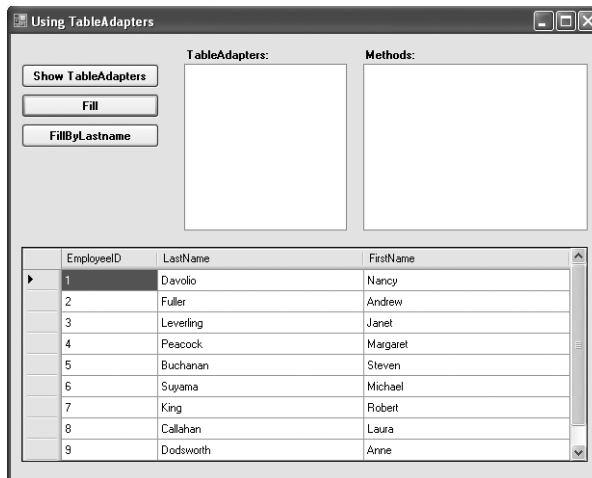 Using TableAdapters
TableAdapters:
Methods:
Show TableAdapters
Fill
FillByLastname
EmployeeID LastName FirstName
1 Davolio Nancy
2 Fuller Andrew
3 Leverling Janet
4 Peacock Margaret
5 Buchanan Steven
6 Suyama Michael
7 King Robert
8 Callahan Laura
9 Dodsworth Anne